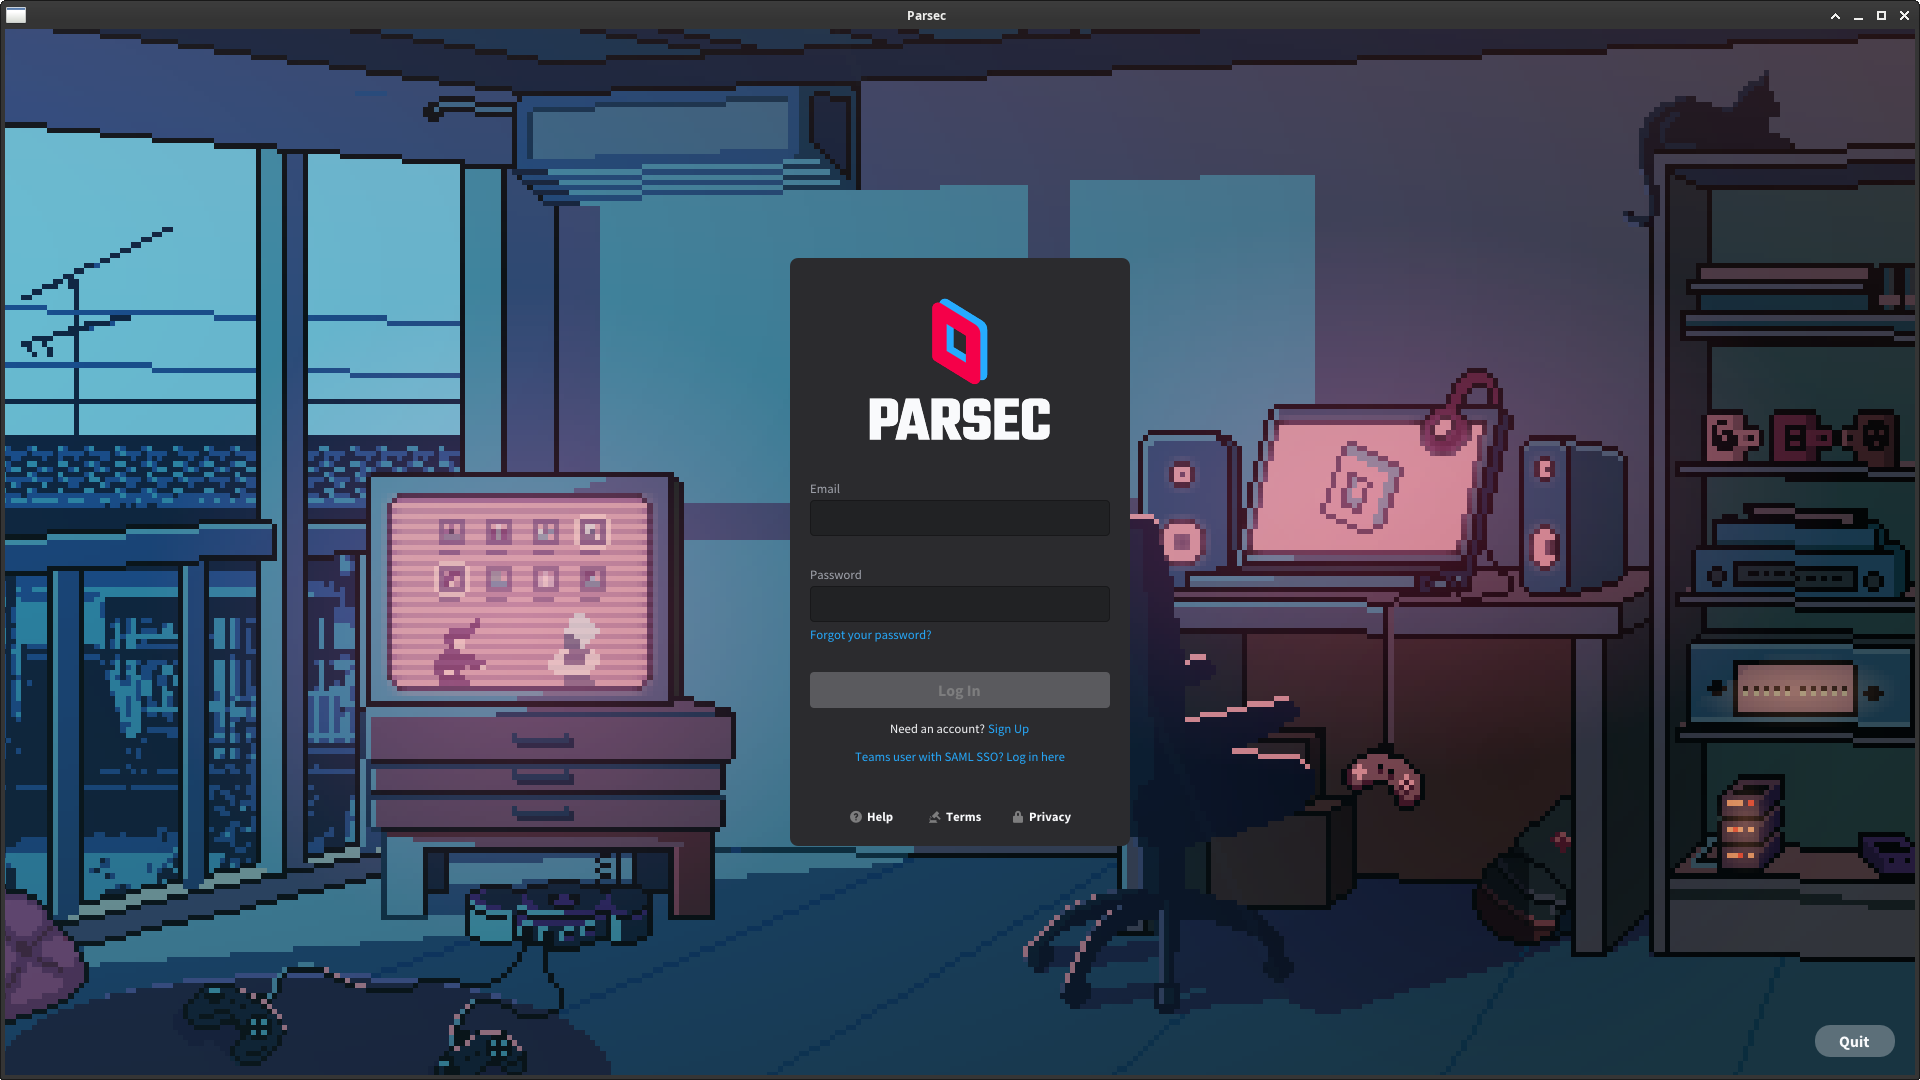 Parsec
PARSEC
Email
Password
Forgot your password?
Log In
Need an account? Sign Up
Teams user with SAML SSO? Log in here
Help Terms Privacy
Quit